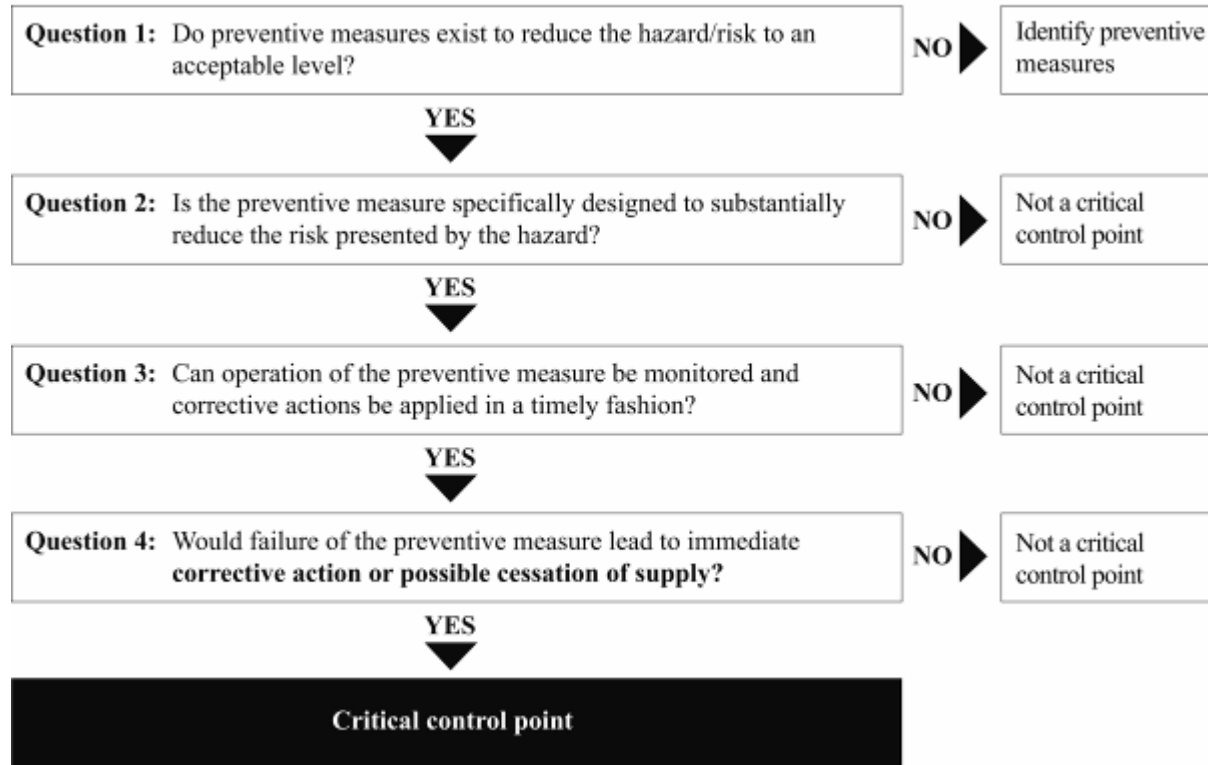 Question 1: Do preventive measures exist to reduce the hazard/risk to an
acceptable level?
NO
Identify preventive
measures
YES
Question 2: Is the preventive measure specifically designed to substantially
reduce the risk presented by the hazard?
NO
Not a critical
control point
YES
Question 3: Can operation of the preventive measure be monitored and
corrective actions be applied in a timely fashion?
NO
Not a critical
control point
YES
Question 4: Would failure of the preventive measure lead to immediate
corrective action or possible cessation of supply?
NO
Not a critical
control point
YES
Critical control point